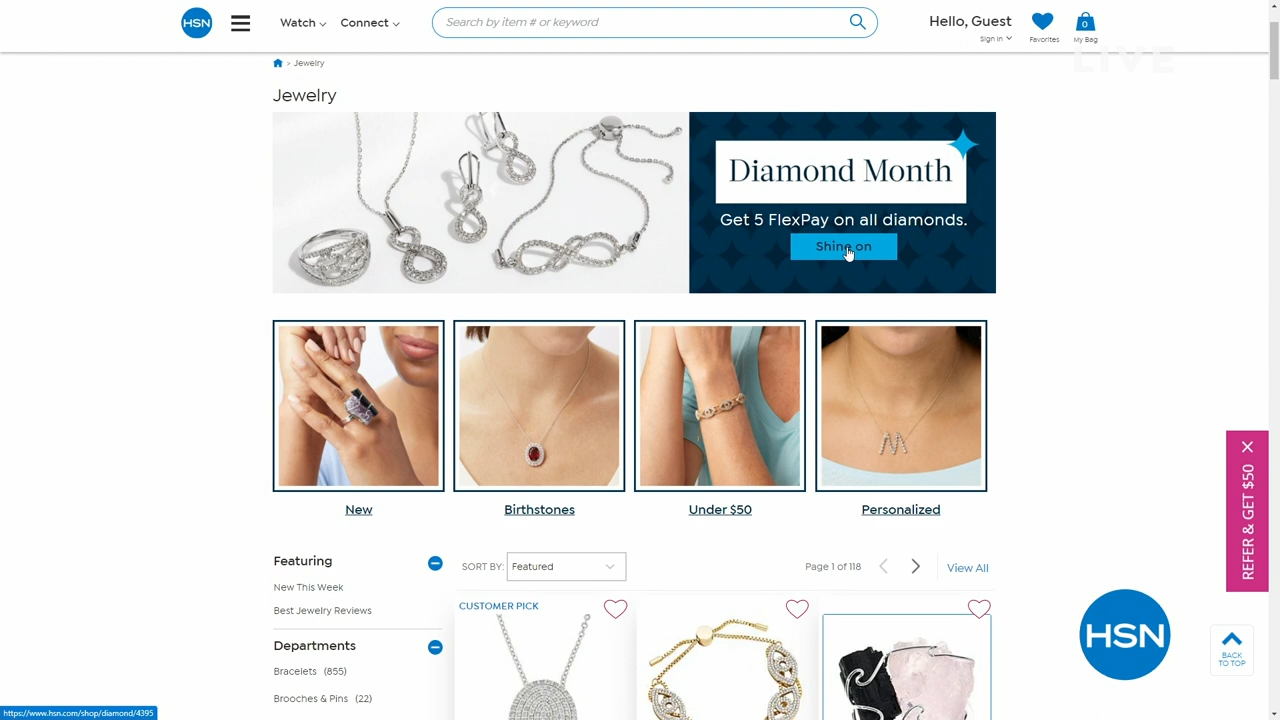 HSN
Watch
Connect
Search by item # or keyword
Hello, Guest
Sign In
Favorites
0
My Bag
LIVE
> Jewelry
Jewelry
Diamond Month
Get 5 FlexPay on all diamonds.
Shine on
New
Birthstones
Under $50
Personalized
REFER & GET $50
Featuring
SORT BY: Featured
Page 1 of 118
View All
New This Week
Best Jewelry Reviews
CUSTOMER PICK
Departments
Bracelets (855)
Brooches & Pins (22)
HSN
BACK
TO TOP
https://www.hsn.com/shop/diamond/4395